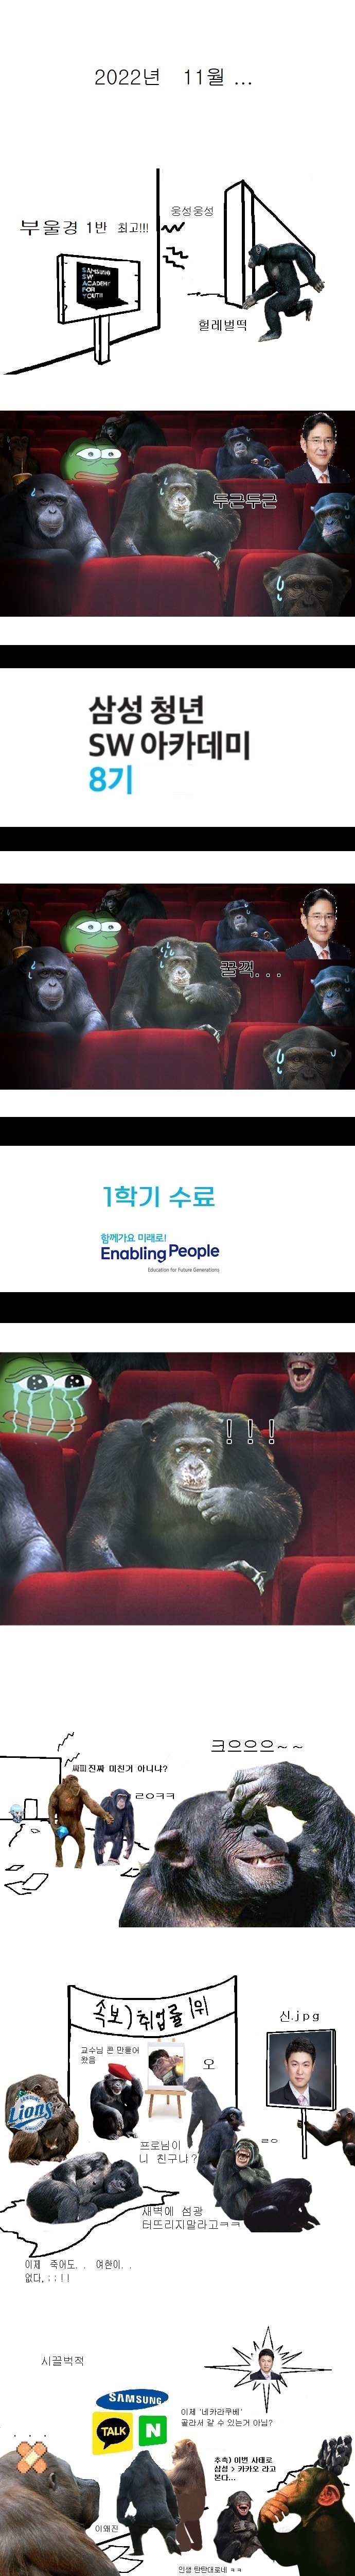 2022년 11월 ...
웅성웅성
부울경 1반 최고!!!
SAMSUNG
SW
ACADEMY
FOR
YOUTH
헐레벌떡
두근두근
삼성 청년
SW 아카데미
8기
꿀꺽...
1학기 수료
함께가요 미래로!
Enabling People
Education for Future Generations
!!!
크으으으~~
싸피 진짜 미친거 아니냐?
ㄹㅇㅋㅋ
속보) 취업률 1위
신.jpg
교수님 콘 만들어
왔음
오
Lions
프로님이
니 친구냐?
ㄹㅇ
새벽에 섬광
터뜨리지말라고ㅋㅋ
이제 죽어도.. 여한이..
없다.;;!!
시끌벅적
SAMSUNG
TALK
N
이제 '네카라쿠배'
골라서 갈 수 있는거 아님?
추측) 이번 사태로
삼성 > 카카오 라고
본다...
이왜진
인생 탄탄대로네 ㅋㅋ